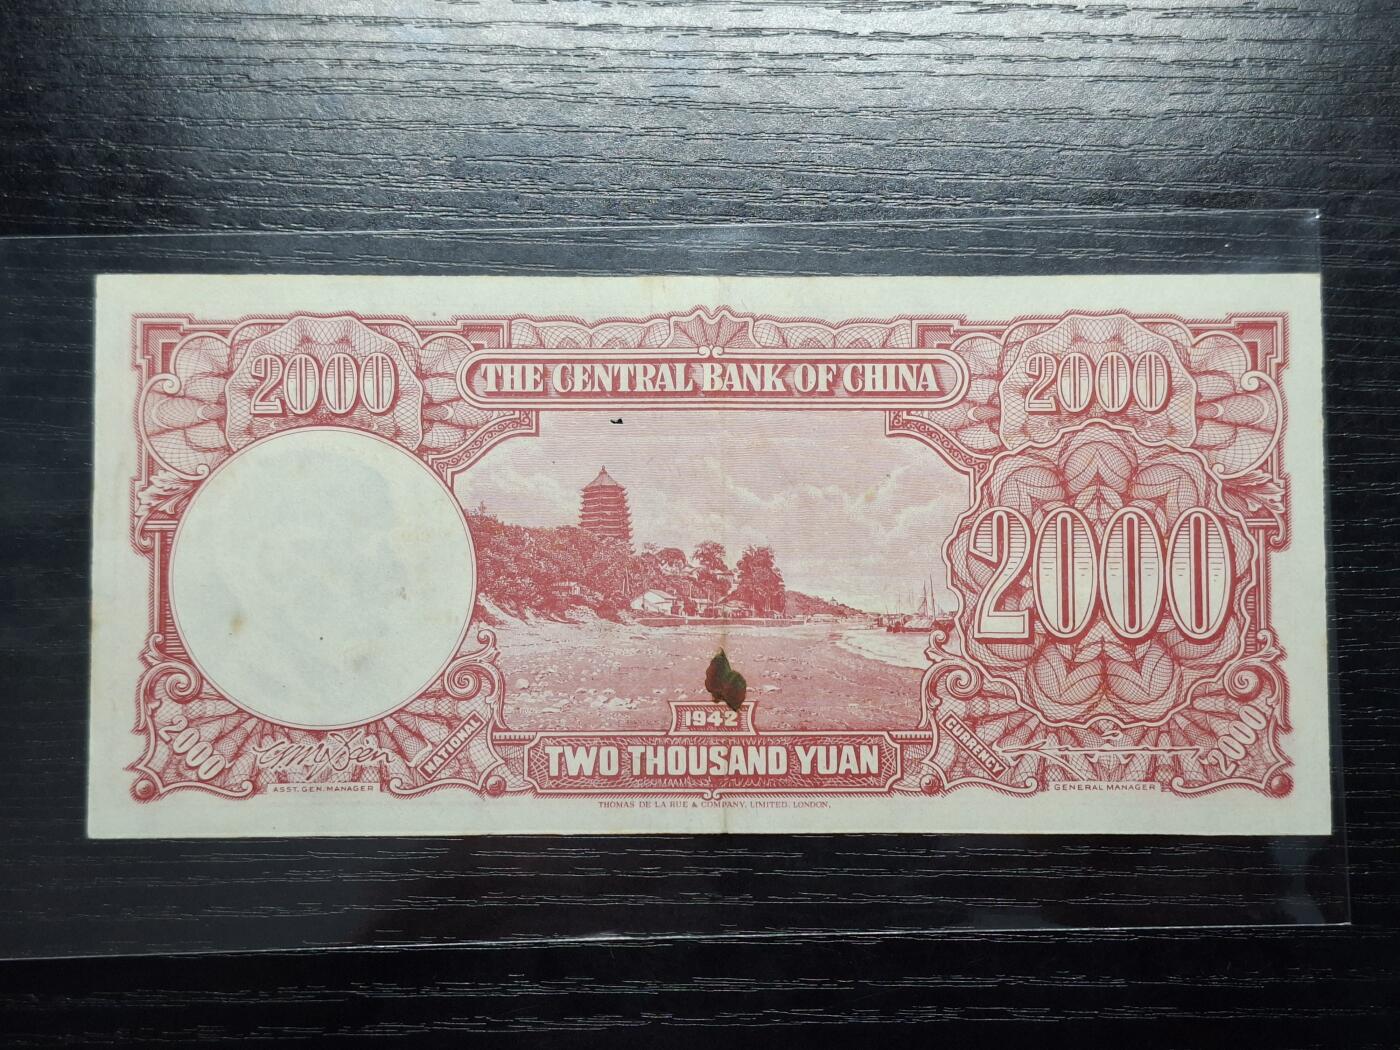 2000
THE CENTRAL BANK OF CHINA
2000
2000
1942
2000
NATIONAL
TWO THOUSAND YUAN
CURRENCY
2000
ASST. GEN. MANAGER
GENERAL MANAGER
THOMAS DE LA RUE & COMPANY, LIMITED, LONDON,